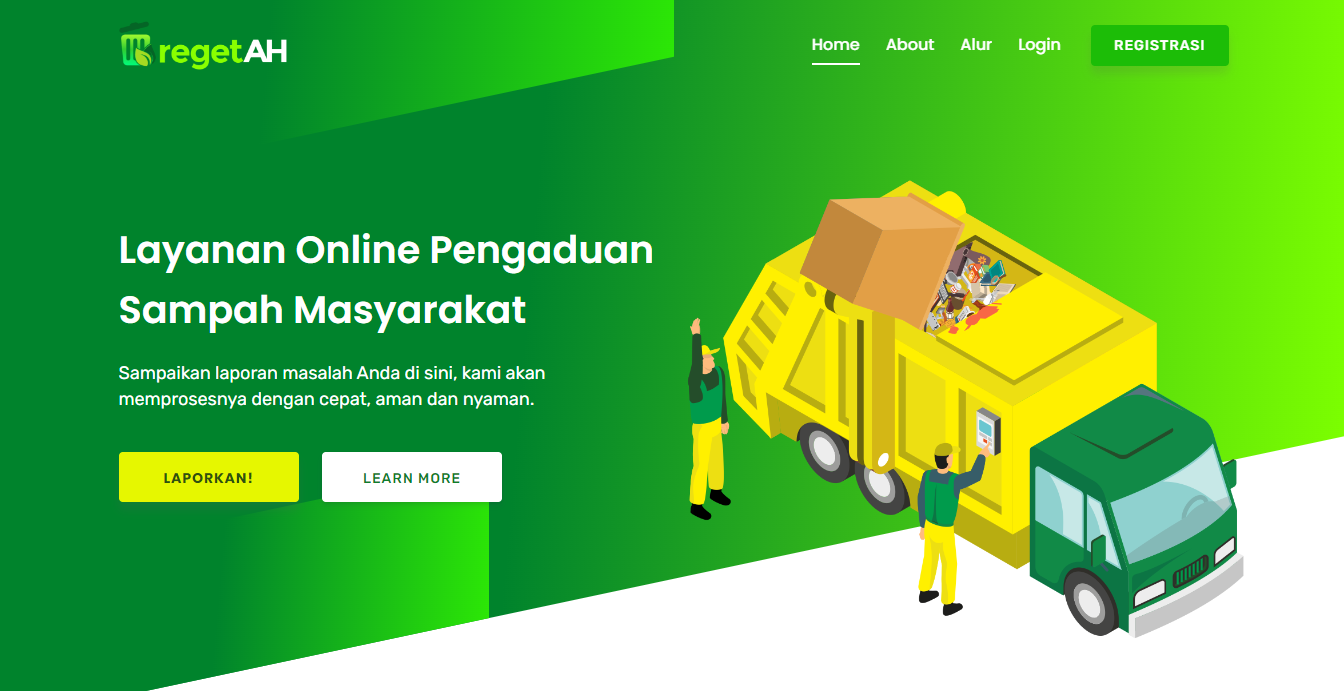 regetAH
Home About Alur Login REGISTRASI
Layanan Online Pengaduan
Sampah Masyarakat
Sampaikan laporan masalah Anda di sini, kami akan
memprosesnya dengan cepat, aman dan nyaman.
LAPORKAN! LEARN MORE